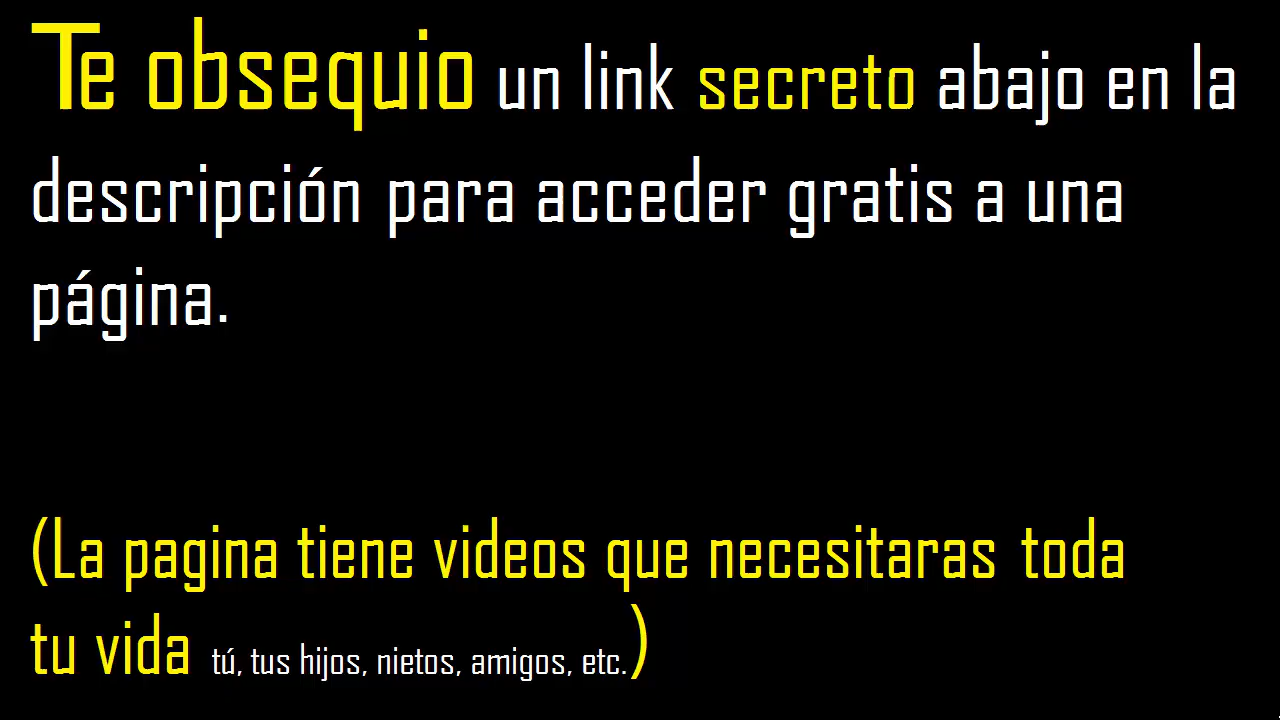 Te obsequio un link secreto abajo en la
descripción para acceder gratis a una
página.
(La pagina tiene videos que necesitaras toda
tu vida tú, tus hijos, nietos, amigos, etc.)